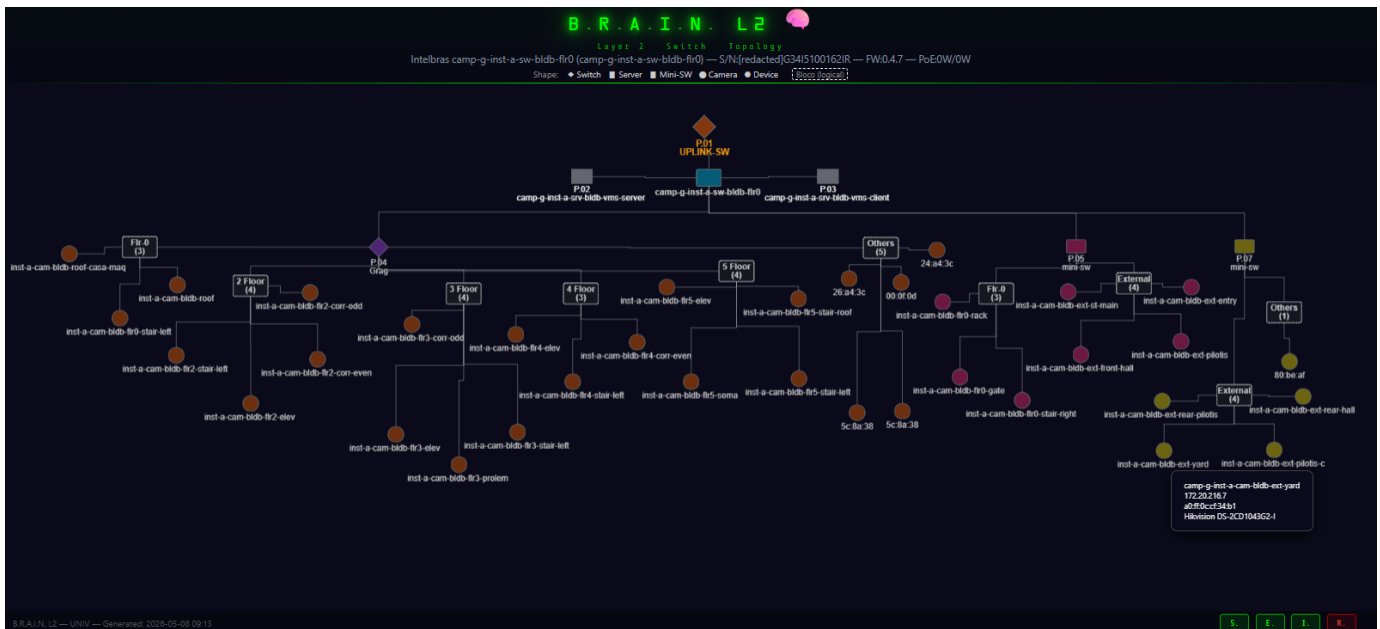 B.R.A.I.N. L2
Layer 2 Switch Topology
Intelbras camp-g-inst-a-sw-bldb-flr0 (camp-g-inst-a-sw-bldb-flr0) — S/N:[redacted]G34I5100162IR — FW:0.4.7 — PoE:0W/0W
Shape: Switch Server Mini-SW Camera Device Bloco (logical)
P.01
UPLINK-SW
P.02
camp-g-inst-a-srv-bldb-vms-server
camp-g-inst-a-sw-bldb-flr0
P.03
camp-g-inst-a-srv-bldb-vms-client
inst-a-cam-bldb-roof-casa-maq
Flr-0
(3)
inst-a-cam-bldb-roof
inst-a-cam-bldb-flr0-stair-left
P.04
Grag
2 Floor
(4)
inst-a-cam-bldb-flr2-corr-odd
inst-a-cam-bldb-flr2-stair-left
inst-a-cam-bldb-flr2-corr-even
inst-a-cam-bldb-flr2-elev
3 Floor
(4)
inst-a-cam-bldb-flr3-corr-odd
inst-a-cam-bldb-flr3-elev
inst-a-cam-bldb-flr3-stair-left
inst-a-cam-bldb-flr3-prolem
4 Floor
(3)
inst-a-cam-bldb-flr4-elev
inst-a-cam-bldb-flr4-corr-even
inst-a-cam-bldb-flr4-stair-left
5 Floor
(4)
inst-a-cam-bldb-flr5-elev
inst-a-cam-bldb-flr5-stair-roof
inst-a-cam-bldb-flr5-soma
inst-a-cam-bldb-flr5-stair-left
Others
(5)
24:a4:3c
26:a4:3c
00:0f:0d
5c:8a:38
5c:8a:38
P.05
mini-sw
Flr-0
(3)
inst-a-cam-bldb-flr0-rack
inst-a-cam-bldb-flr0-gate
inst-a-cam-bldb-flr0-stair-right
External
(4)
inst-a-cam-bldb-ext-st-main
inst-a-cam-bldb-ext-entry
inst-a-cam-bldb-ext-front-hall
inst-a-cam-bldb-ext-pilotis
P.07
mini-sw
Others
(1)
80:be:af
External
(4)
inst-a-cam-bldb-ext-rear-pilotis
inst-a-cam-bldb-ext-rear-hall
inst-a-cam-bldb-ext-yard
inst-a-cam-bldb-ext-pilotis-c
camp-g-inst-a-cam-bldb-ext-yard
172.20.216.7
a0:ff:0c:cf:34:b1
Hikvision DS-2CD1043G2-I
B.R.A.I.N. L2 — UNIV — Generated: 2026-05-08 09:13
S. E. I. R.